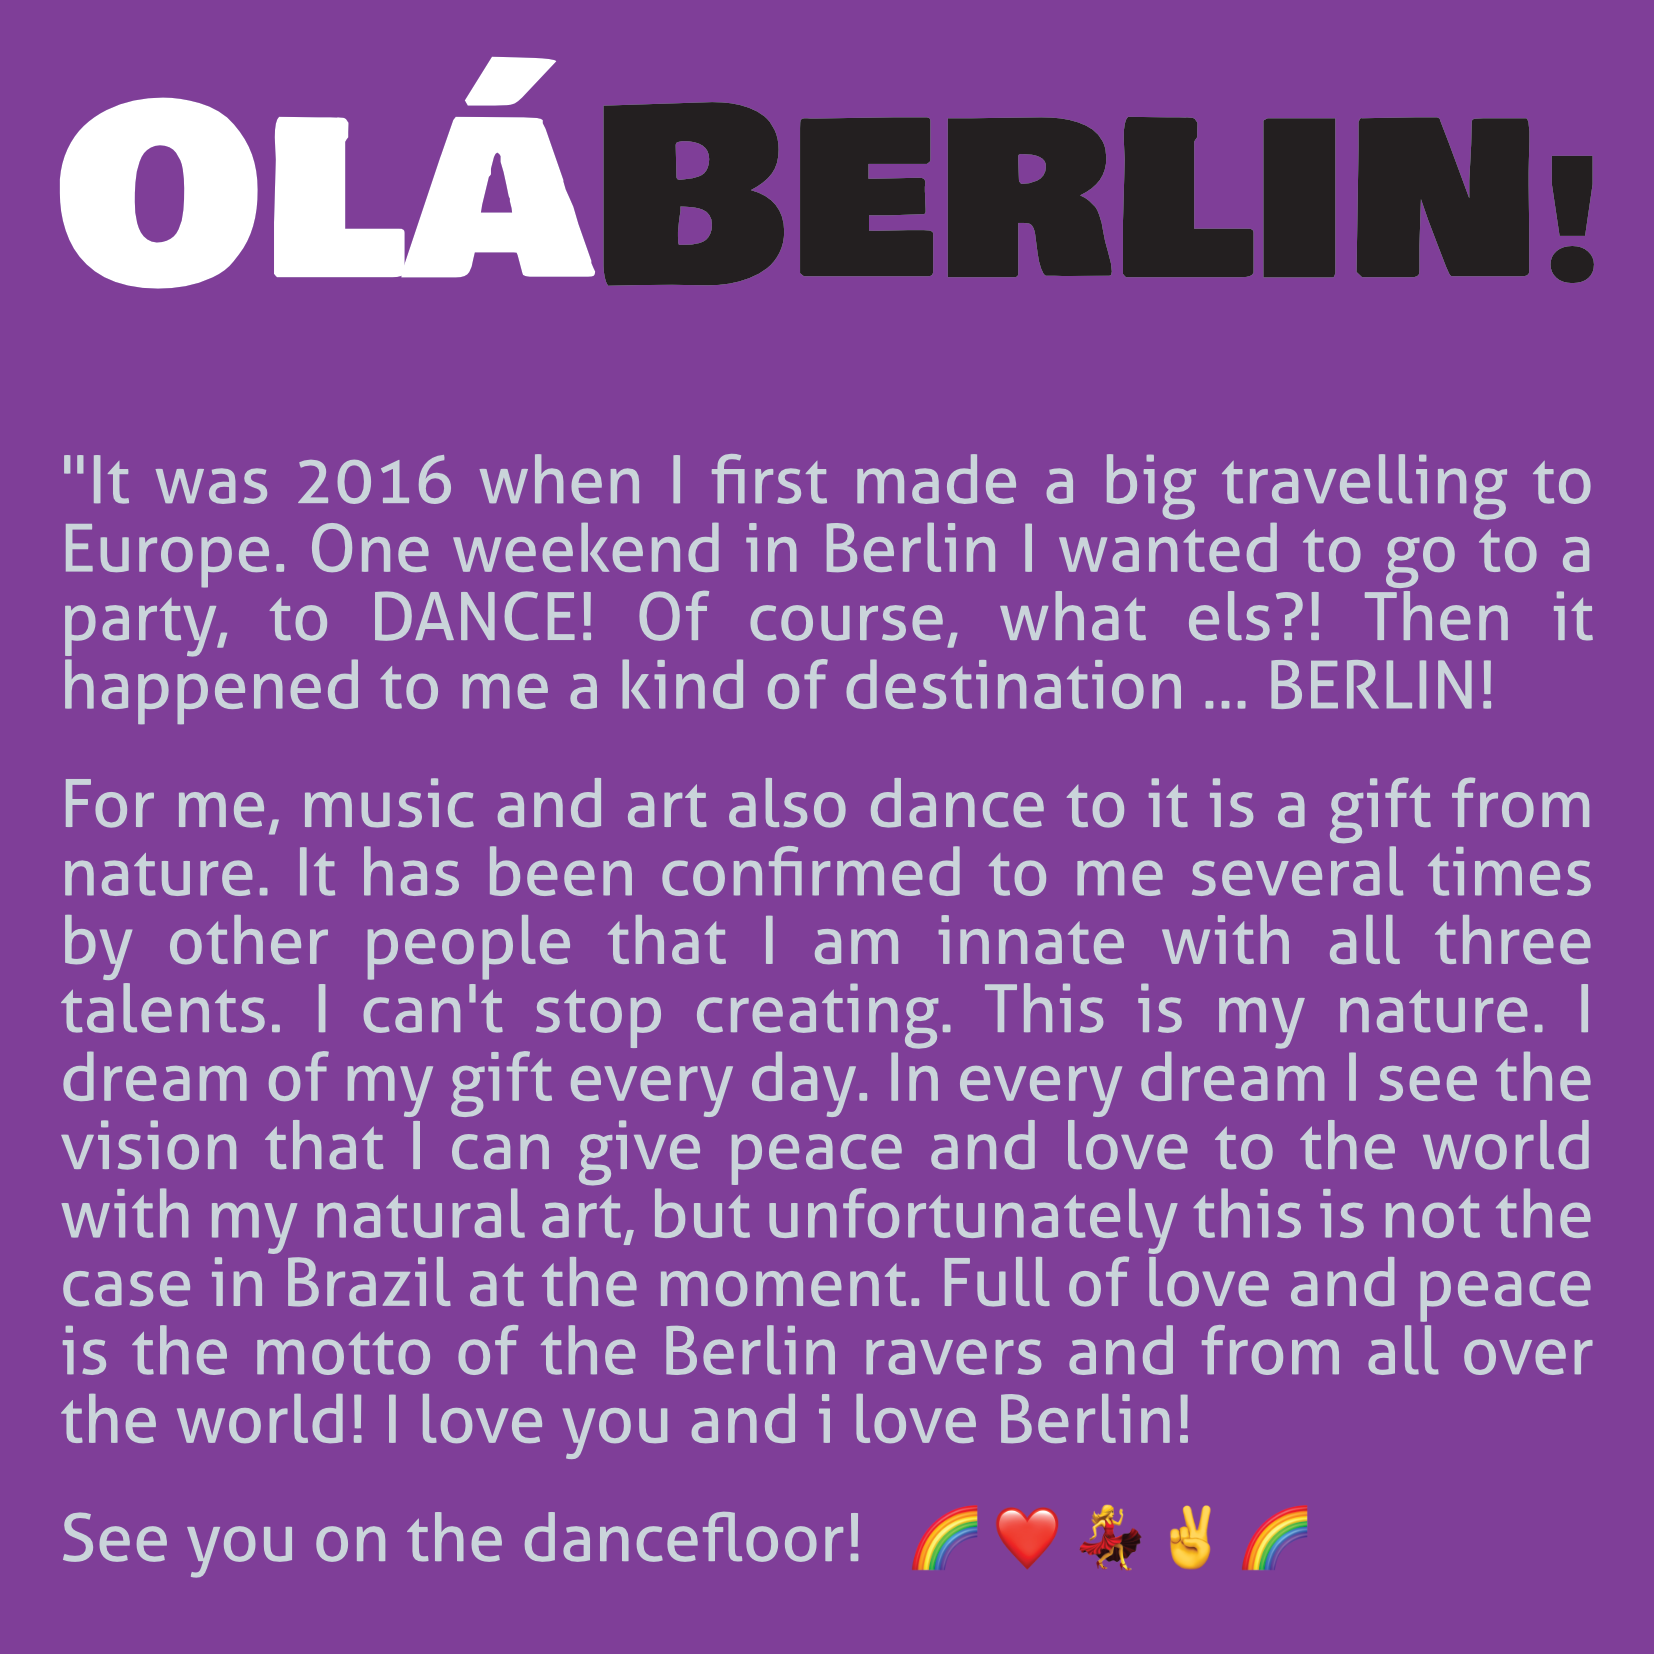 OLÁBERLIN!
"It was 2016 when I first made a big travelling to
Europe. One weekend in Berlin I wanted to go to a
party, to DANCE! Of course, what els?! Then it
happened to me a kind of destination ... BERLIN!
For me, music and art also dance to it is a gift from
nature. It has been confirmed to me several times
by other people that I am innate with all three
talents. I can't stop creating. This is my nature. I
dream of my gift every day. In every dream I see the
vision that I can give peace and love to the world
with my natural art, but unfortunately this is not the
case in Brazil at the moment. Full of love and peace
is the motto of the Berlin ravers and from all over
the world! I love you and i love Berlin!
See you on the dancefloor! 🌈❤️💃✌️🌈